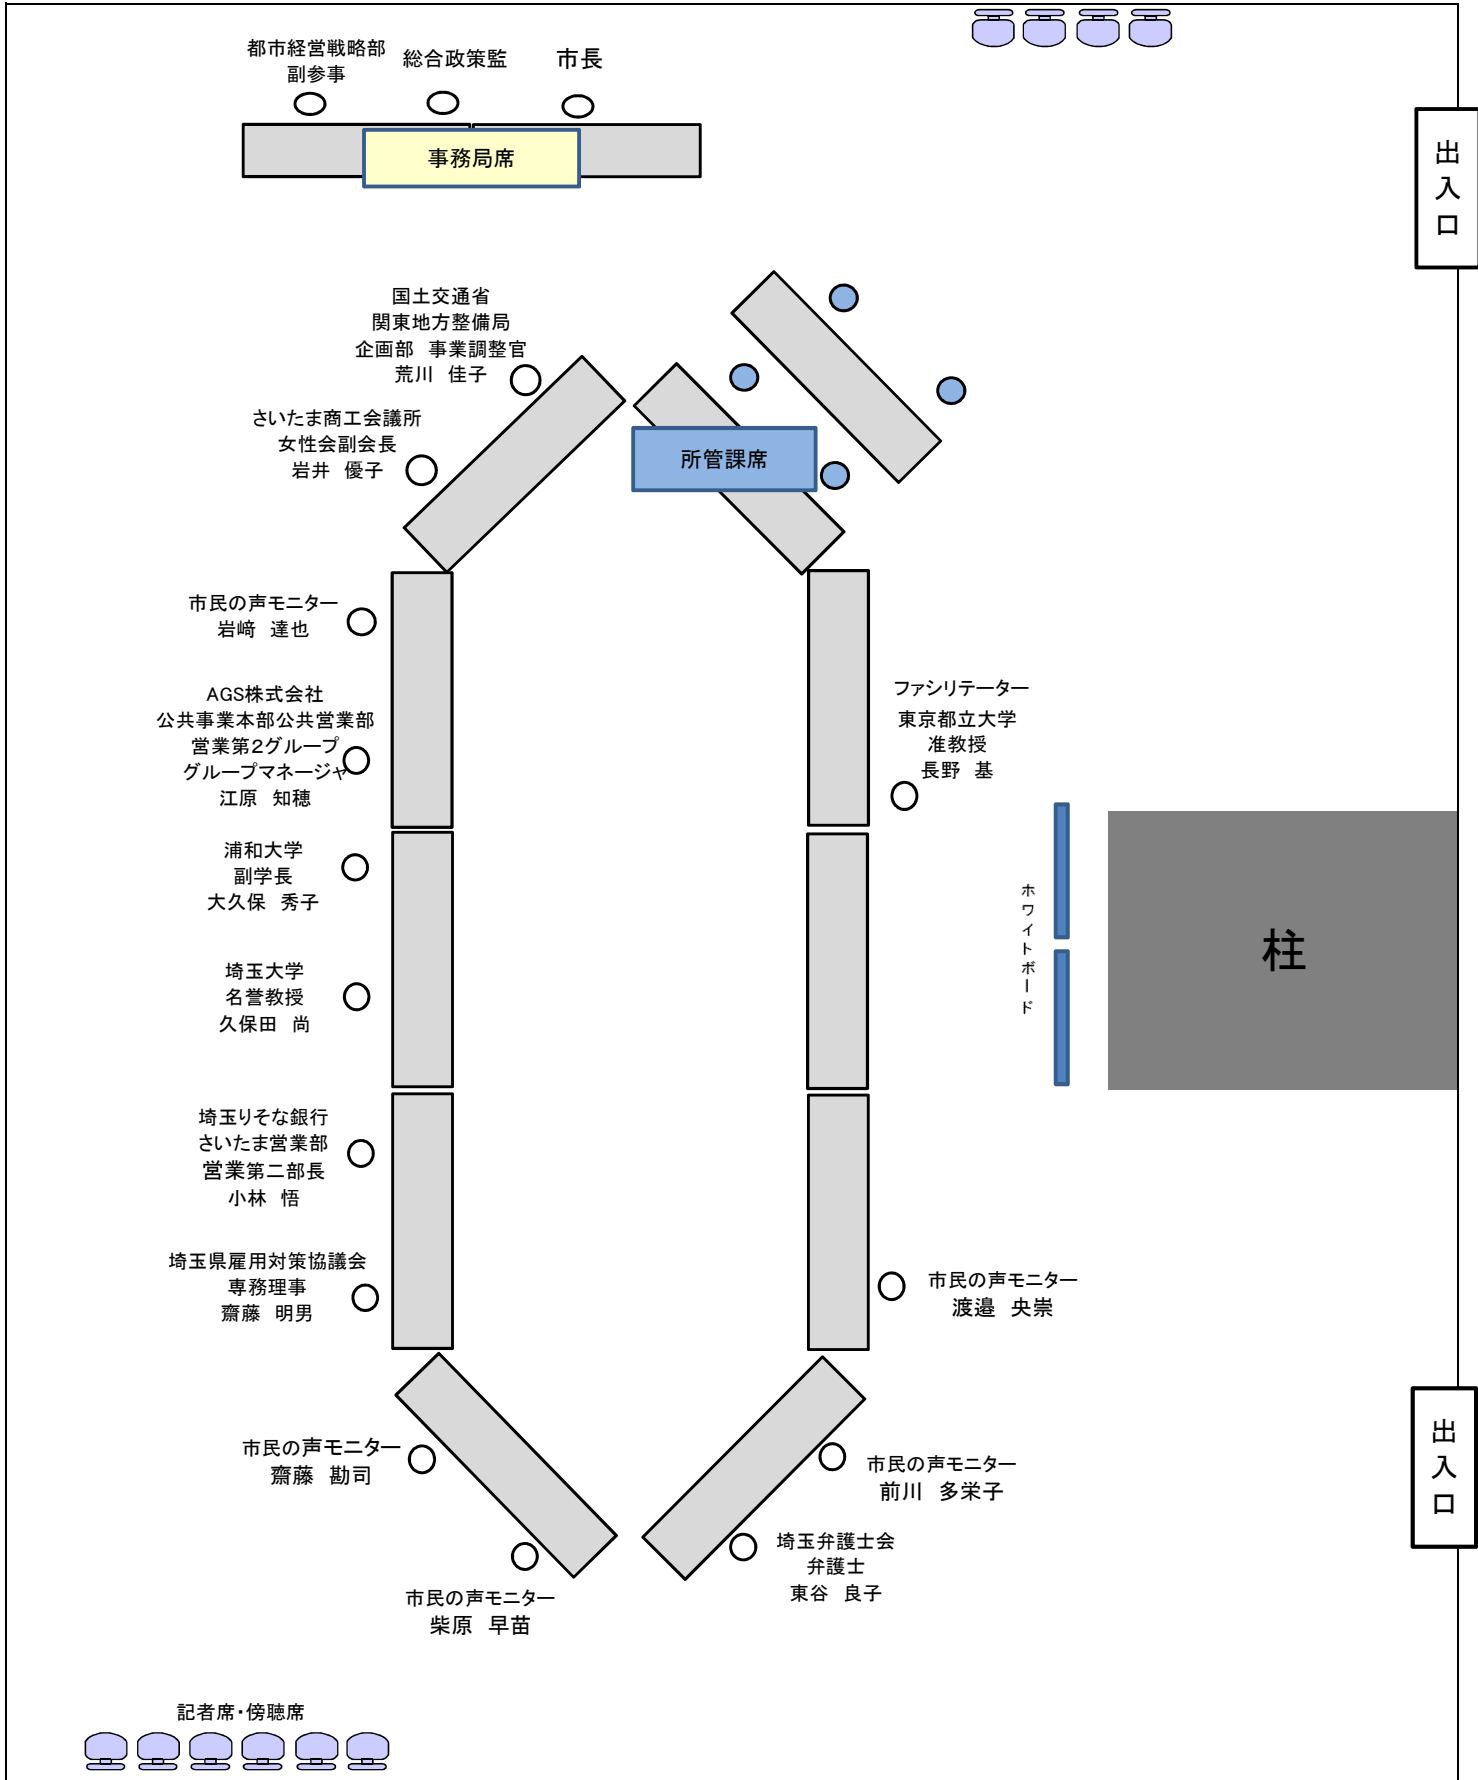 都市経営戦略部
副参事
総合政策監
市長
事務局席
出入口
国土交通省
関東地方整備局
企画部　事業調整官
荒川　佳子
さいたま商工会議所
女性会副会長
岩井　優子
所管課席
市民の声モニター
岩﨑　達也
AGS株式会社
公共事業本部公共営業部
営業第2グループ
グループマネージャ
江原　知穂
ファシリテーター
東京都立大学
准教授
長野　基
浦和大学
副学長
大久保　秀子
ホワイトボード
柱
埼玉大学
名誉教授
久保田　尚
埼玉りそな銀行
さいたま営業部
営業第二部長
小林　悟
埼玉県雇用対策協議会
専務理事
齋藤　明男
市民の声モニター
渡邉　央崇
出入口
市民の声モニター
齋藤　勘司
市民の声モニター
前川　多栄子
埼玉弁護士会
弁護士
東谷　良子
市民の声モニター
柴原　早苗
記者席・傍聴席